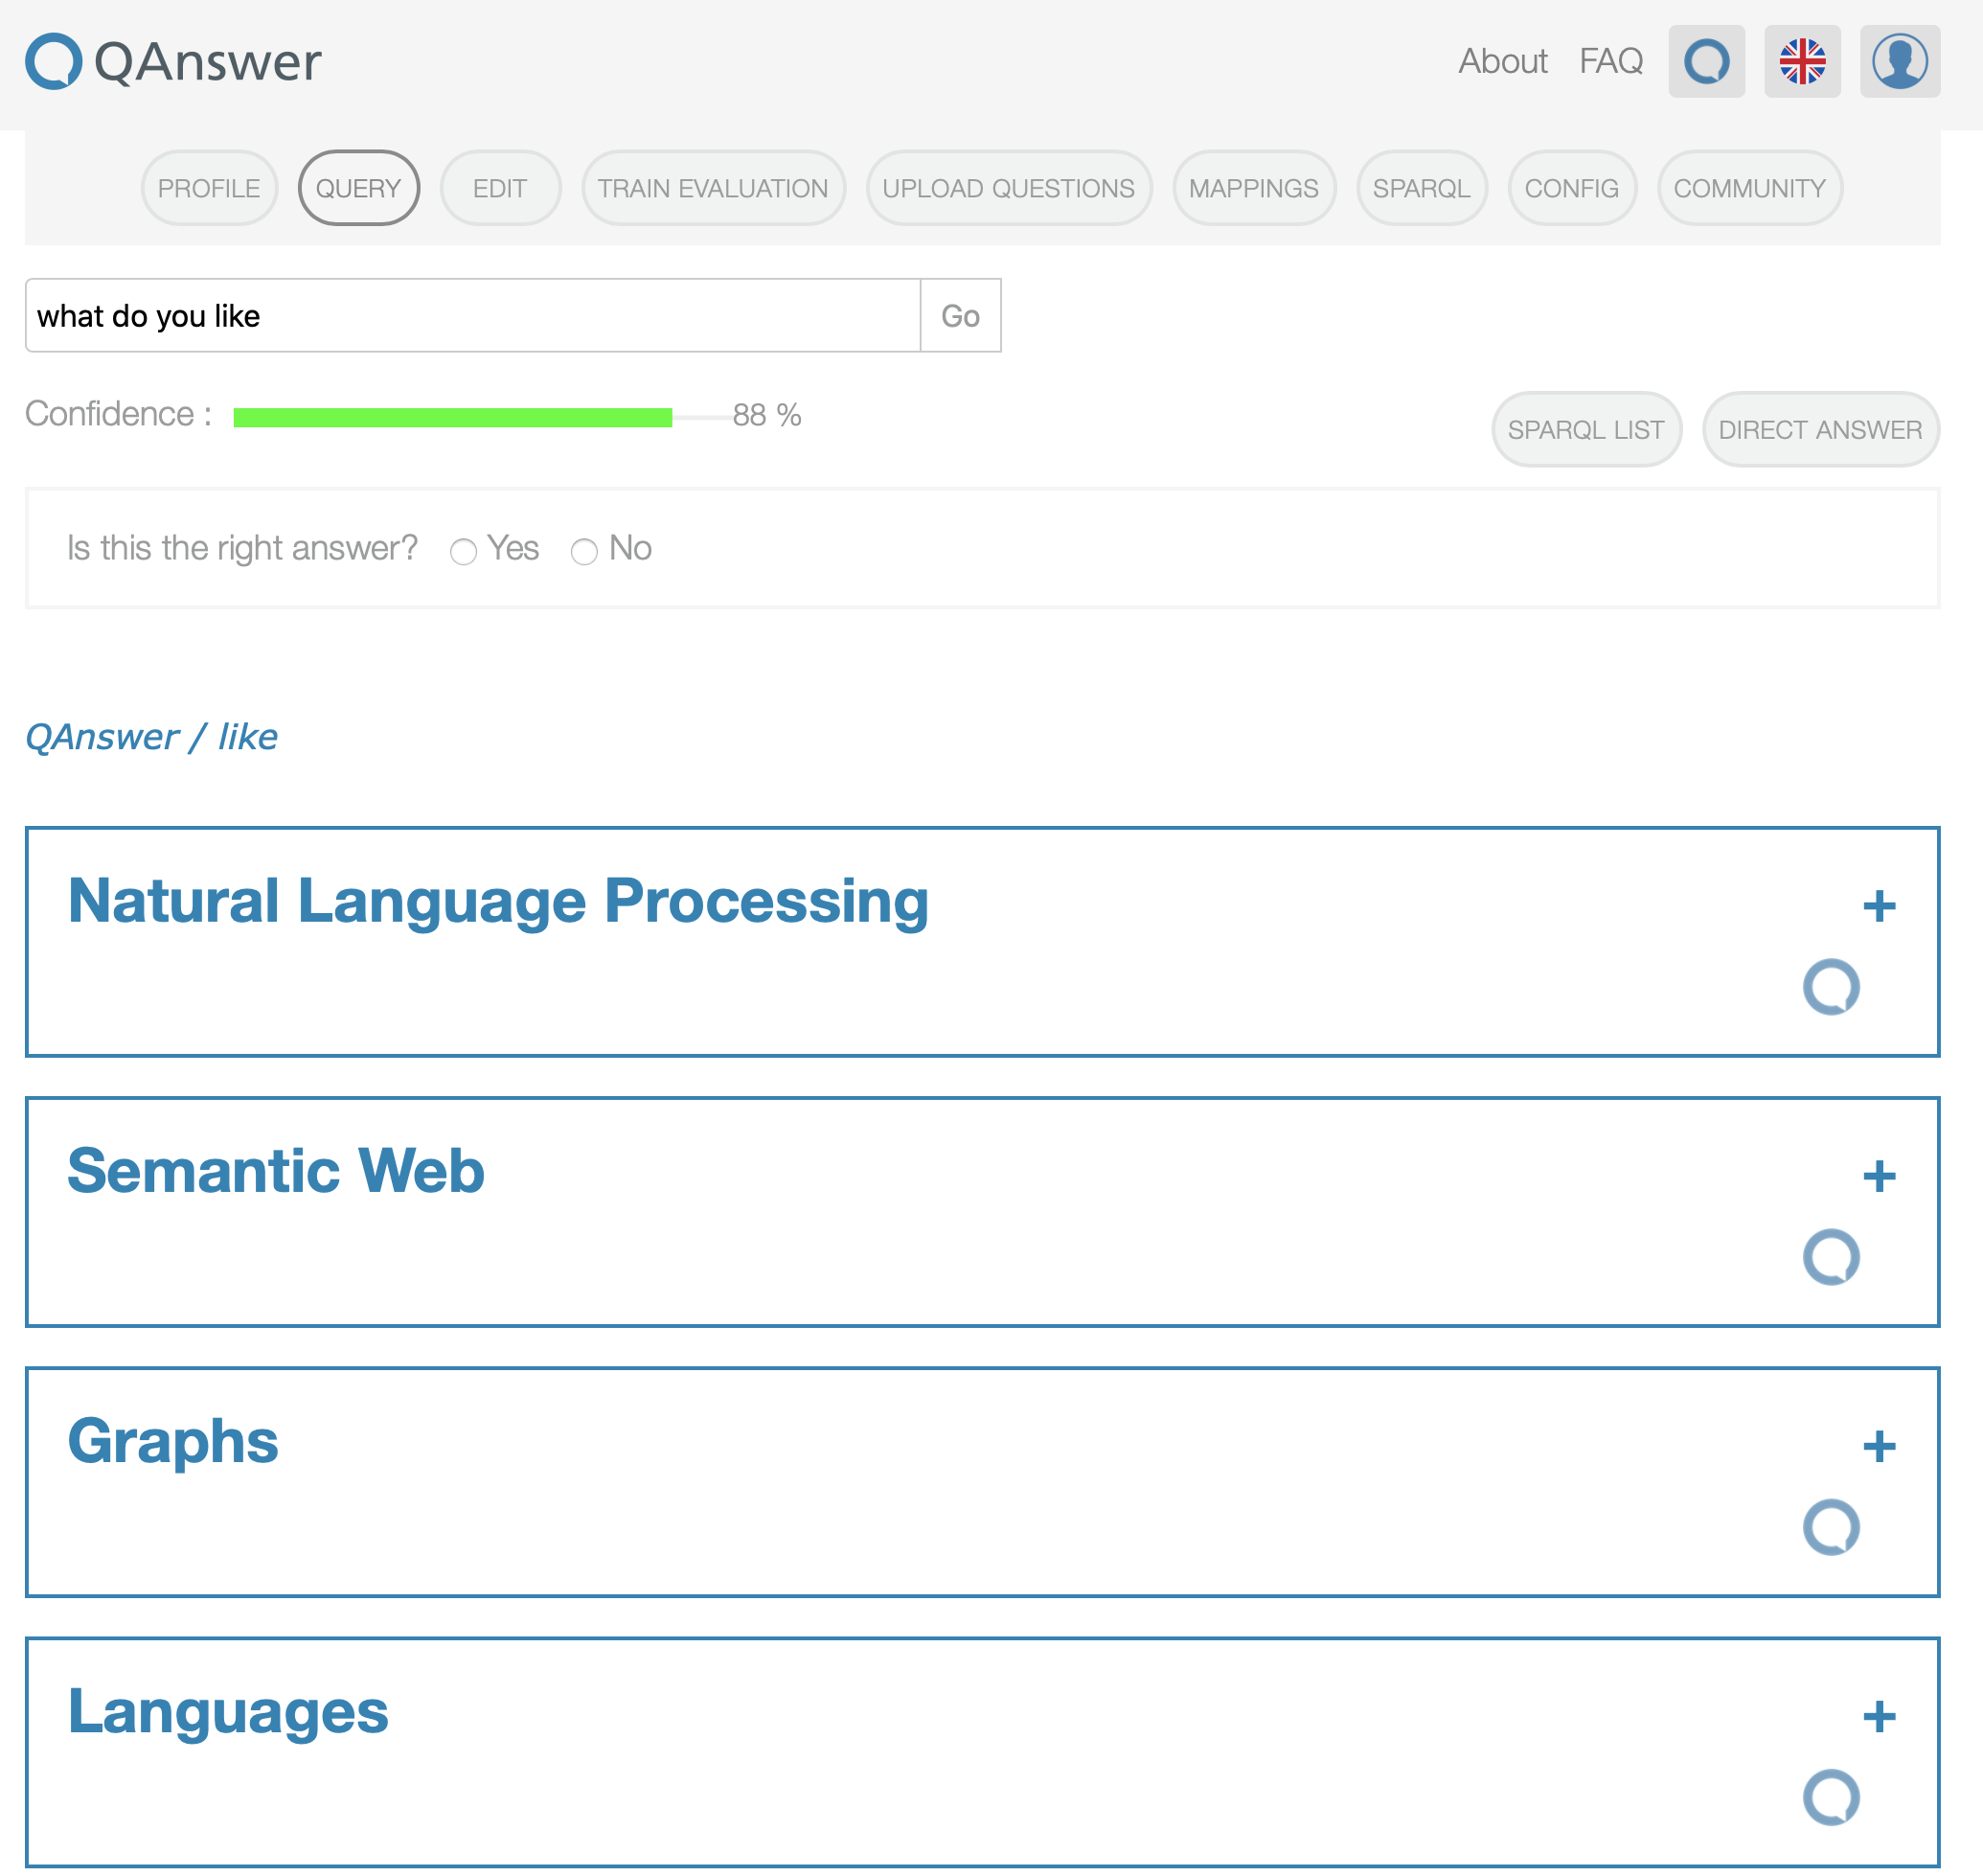 QAnswer About FAQ
PROFILE QUERY EDIT TRAIN EVALUATION UPLOAD QUESTIONS MAPPINGS SPARQL CONFIG COMMUNITY
what do you like Go
Confidence : 88 %
SPARQL LIST DIRECT ANSWER
Is this the right answer? Yes No
QAnswer / like
Natural Language Processing +
Semantic Web +
Graphs +
Languages +